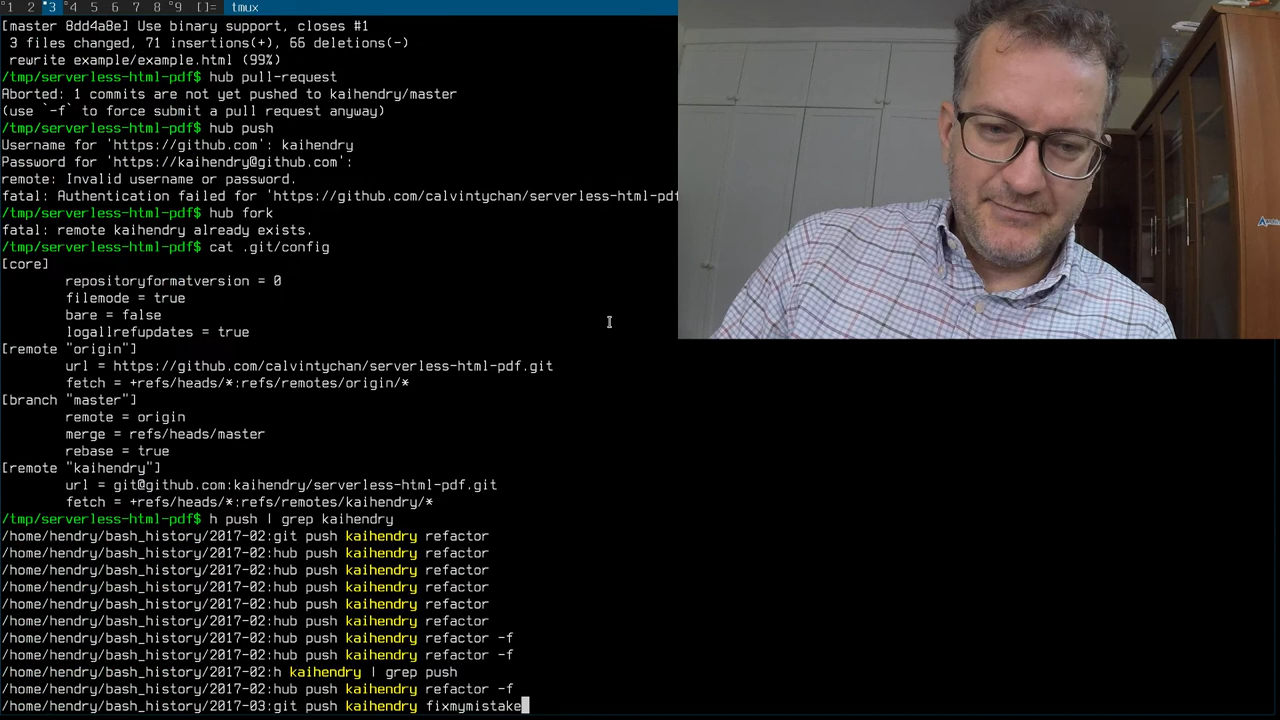 1 2 3 4 5 6 7 8 9 []= tmux
[master 8dd4a8e] Use binary support, closes #1
 3 files changed, 71 insertions(+), 66 deletions(-)
 rewrite example/example.html (99%)
/tmp/serverless-html-pdf$ hub pull-request
Aborted: 1 commits are not yet pushed to kaihendry/master
(use `-f` to force submit a pull request anyway)
/tmp/serverless-html-pdf$ hub push
Username for 'https://github.com': kaihendry
Password for 'https://kaihendry@github.com':
remote: Invalid username or password.
fatal: Authentication failed for 'https://github.com/calvintychan/serverless-html-pdf
/tmp/serverless-html-pdf$ hub fork
fatal: remote kaihendry already exists.
/tmp/serverless-html-pdf$ cat .git/config
[core]
        repositoryformatversion = 0
        filemode = true
        bare = false
        logallrefupdates = true
[remote "origin"]
        url = https://github.com/calvintychan/serverless-html-pdf.git
        fetch = +refs/heads/*:refs/remotes/origin/*
[branch "master"]
        remote = origin
        merge = refs/heads/master
        rebase = true
[remote "kaihendry"]
        url = git@github.com:kaihendry/serverless-html-pdf.git
        fetch = +refs/heads/*:refs/remotes/kaihendry/*
/tmp/serverless-html-pdf$ h push | grep kaihendry
/home/hendry/bash_history/2017-02:git push kaihendry refactor
/home/hendry/bash_history/2017-02:hub push kaihendry refactor
/home/hendry/bash_history/2017-02:hub push kaihendry refactor
/home/hendry/bash_history/2017-02:hub push kaihendry refactor
/home/hendry/bash_history/2017-02:hub push kaihendry refactor
/home/hendry/bash_history/2017-02:hub push kaihendry refactor
/home/hendry/bash_history/2017-02:hub push kaihendry refactor -f
/home/hendry/bash_history/2017-02:hub push kaihendry refactor -f
/home/hendry/bash_history/2017-02:h kaihendry | grep push
/home/hendry/bash_history/2017-02:hub push kaihendry refactor -f
/home/hendry/bash_history/2017-03:git push kaihendry fixmymistake